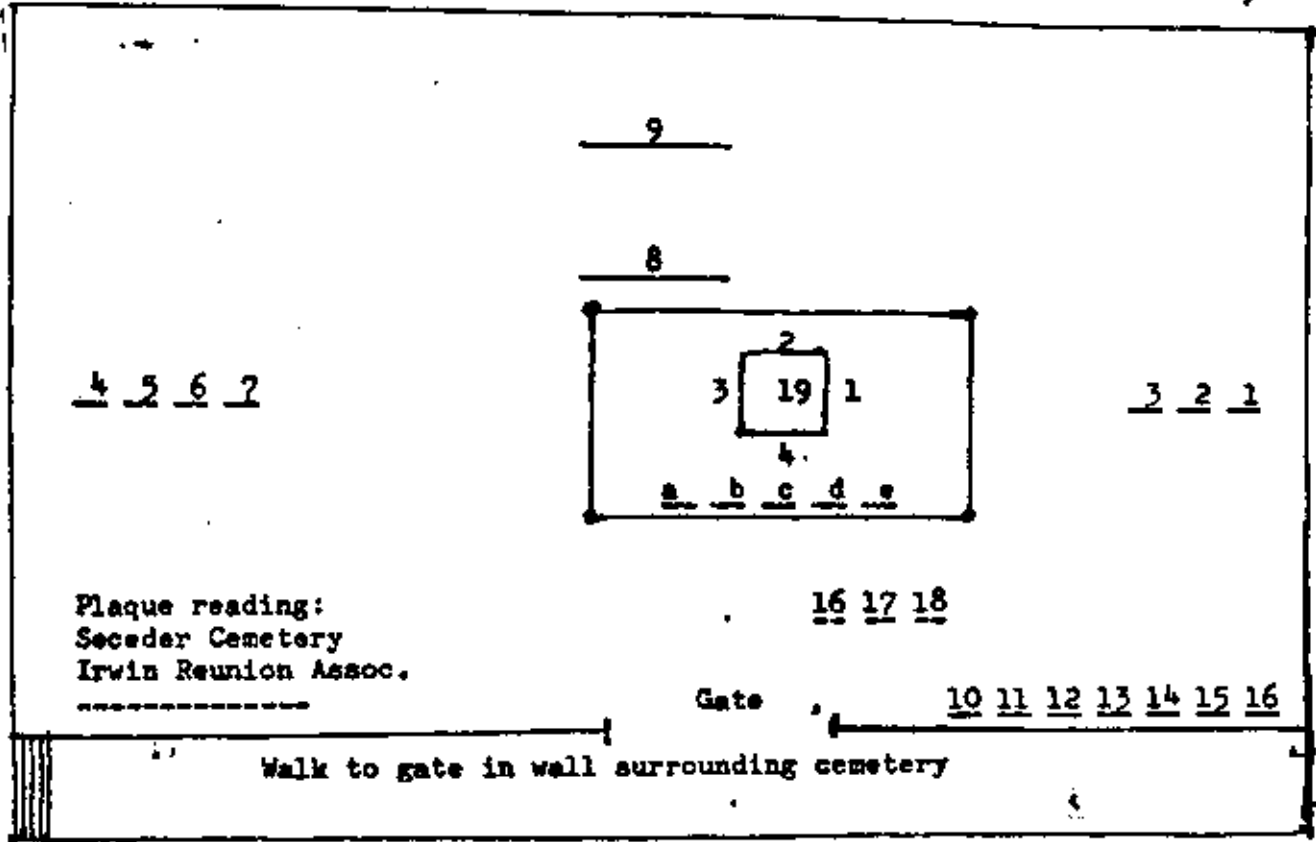 9
8
2
3 19 1
4 5 6 7
3 2 1
4
a b c d e
16 17 18
Plaque reading:
Seceder Cemetery
Irwin Reunion Assoc.
Gate
10 11 12 13 14 15 16
Walk to gate in wall surrounding cemetery